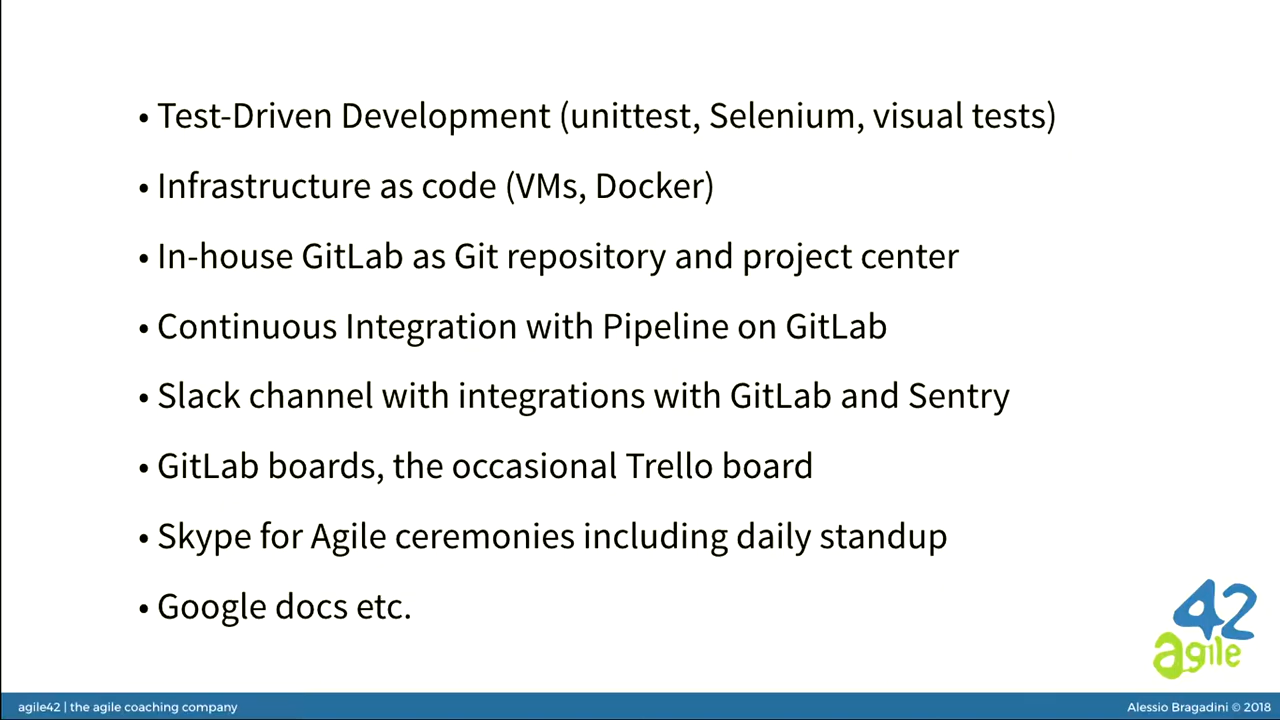 • Test-Driven Development (unittest, Selenium, visual tests)
• Infrastructure as code (VMs, Docker)
• In-house GitLab as Git repository and project center
• Continuous Integration with Pipeline on GitLab
• Slack channel with integrations with GitLab and Sentry
• GitLab boards, the occasional Trello board
• Skype for Agile ceremonies including daily standup
• Google docs etc.
42
agile
agile42 | the agile coaching company
Alessio Bragadini © 2018